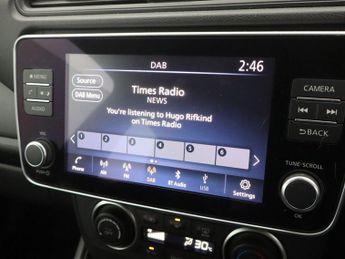 DAB
2:46
MENU
Source
DAB Menu
AUDIO
Times Radio
NEWS
You're listening to Hugo Rifkind
on Times Radio
CAMERA
BACK
VOL
TUNE·SCROLL
1 2 3 4 5 6
Phone
AM
FM
DAB
BT Audio
USB
Settings
PUSH
OK
30°C